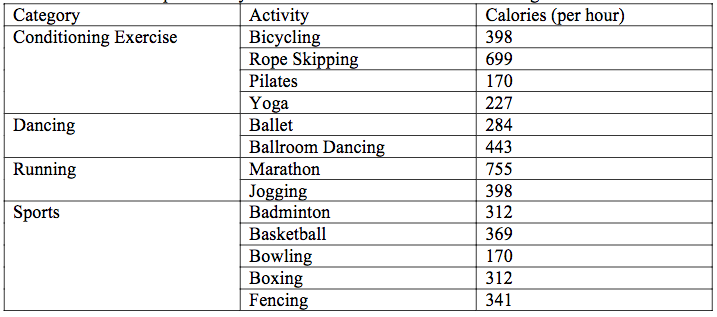 Category Activity Calories (per hour)
Conditioning Exercise Bicycling 398
Rope Skipping 699
Pilates 170
Yoga 227
Dancing Ballet 284
Ballroom Dancing 443
Running Marathon 755
Jogging 398
Sports Badminton 312
Basketball 369
Bowling 170
Boxing 312
Fencing 341